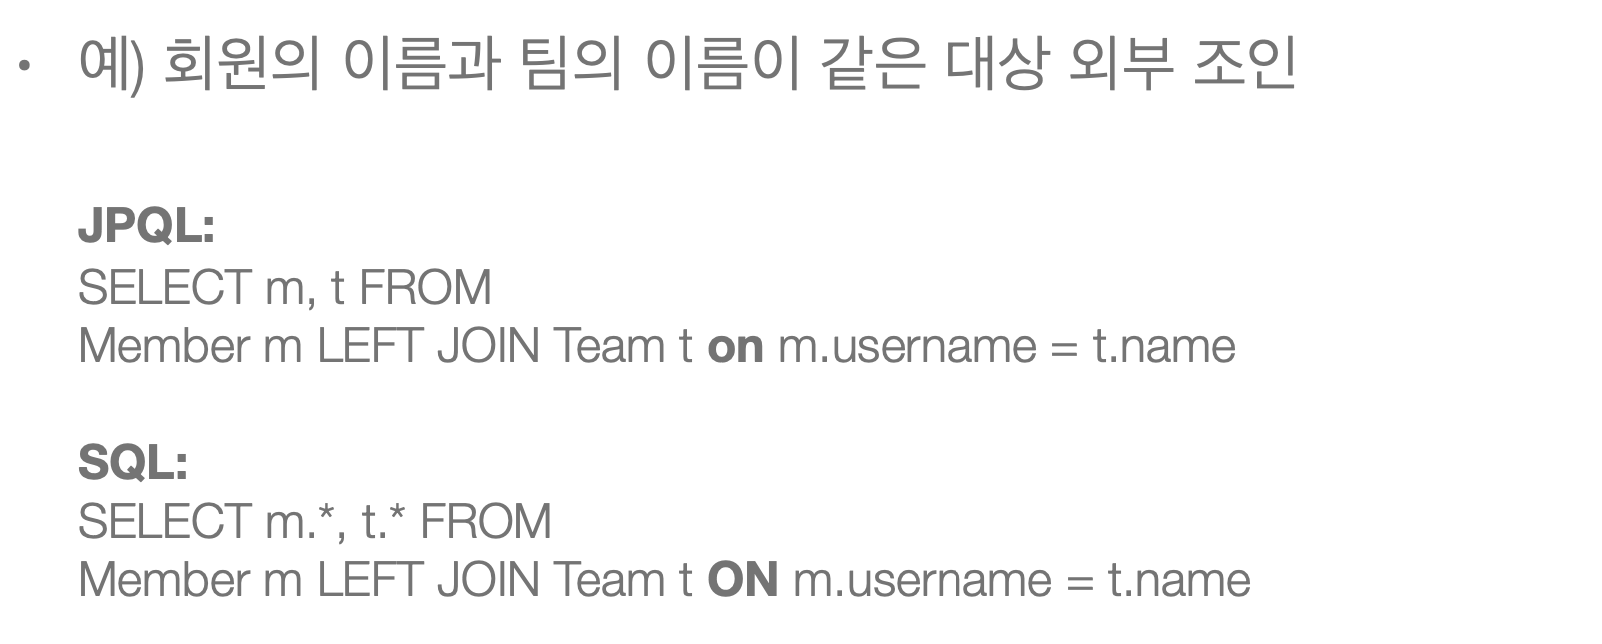 • 예) 회원의 이름과 팀의 이름이 같은 대상 외부 조인
JPQL:
SELECT m, t FROM
Member m LEFT JOIN Team t on m.username = t.name
SQL:
SELECT m.*, t.* FROM
Member m LEFT JOIN Team t ON m.username = t.name